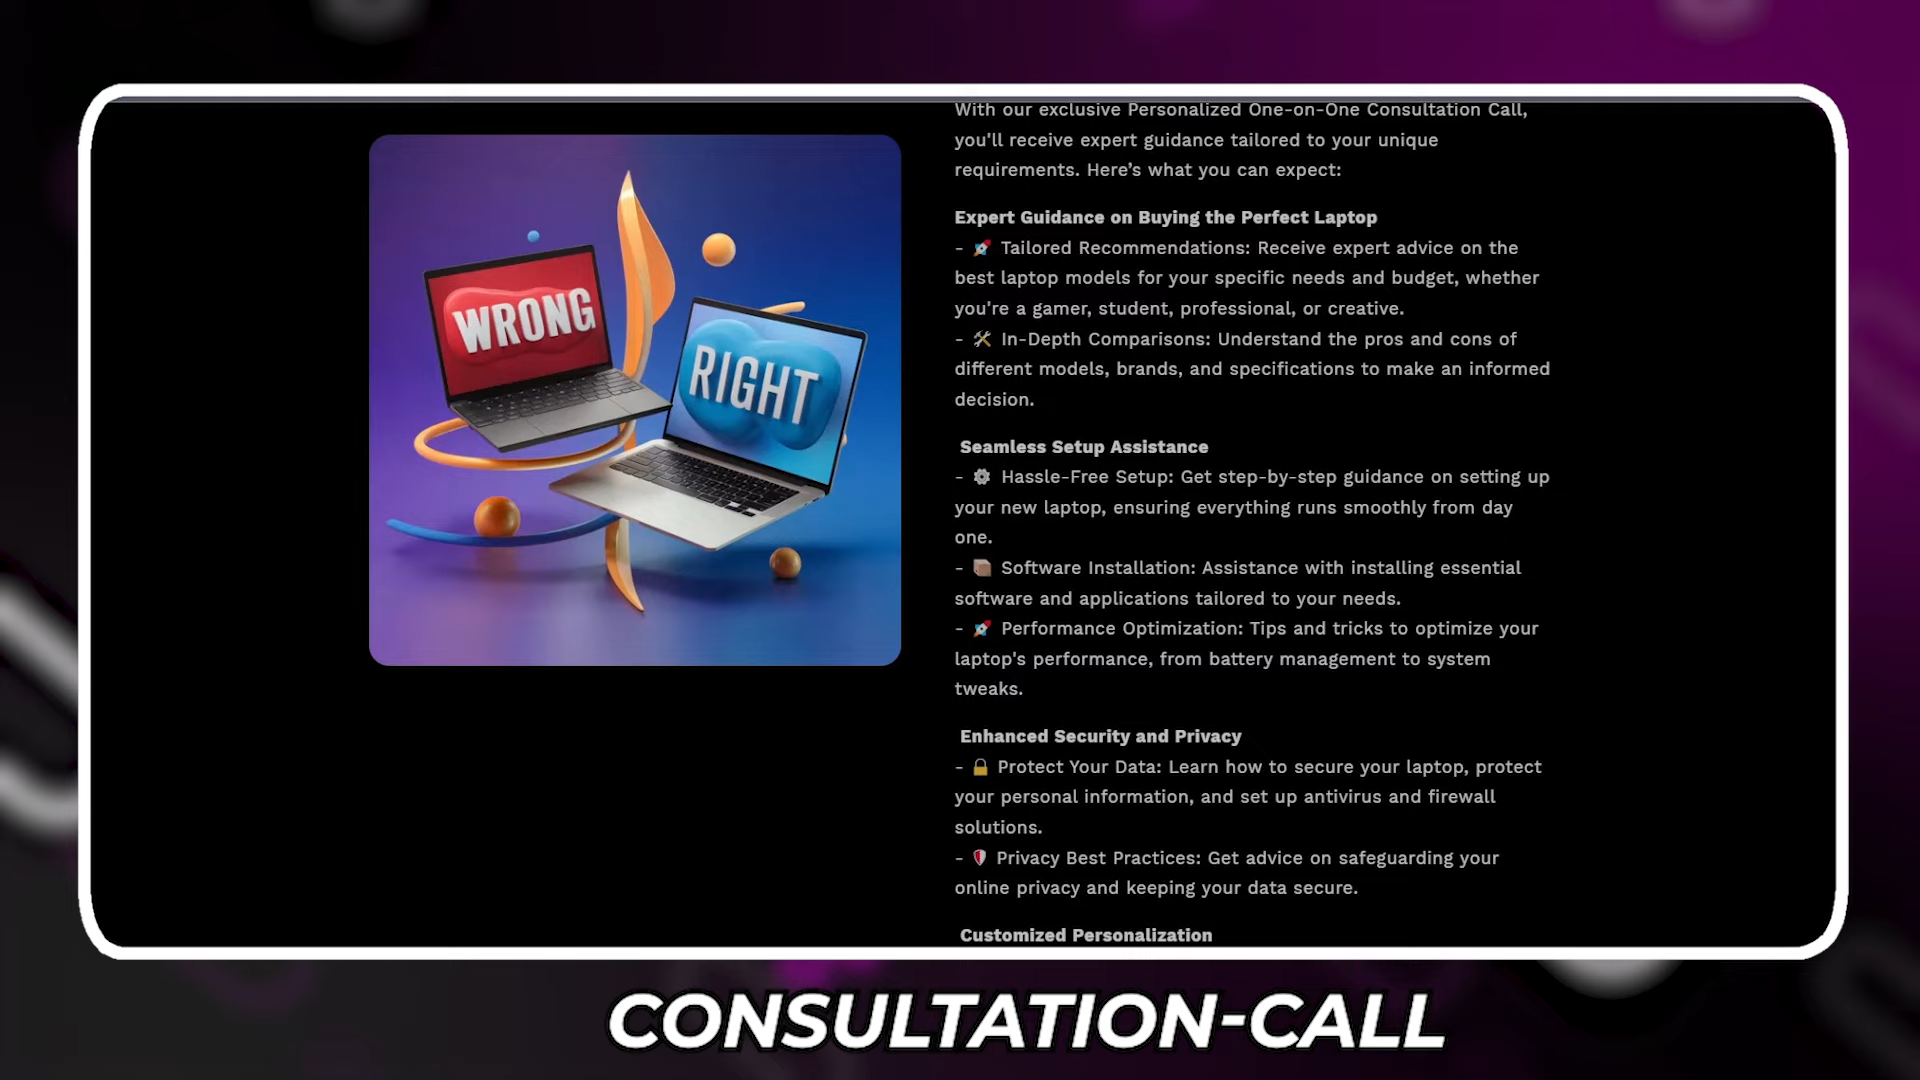 WRONG
RIGHT
With our exclusive Personalized One-on-One Consultation Call,
you'll receive expert guidance tailored to your unique
requirements. Here’s what you can expect:
Expert Guidance on Buying the Perfect Laptop
- 🚀 Tailored Recommendations: Receive expert advice on the
best laptop models for your specific needs and budget, whether
you're a gamer, student, professional, or creative.
- 🛠 In-Depth Comparisons: Understand the pros and cons of
different models, brands, and specifications to make an informed
decision.
Seamless Setup Assistance
- ⚙ Hassle-Free Setup: Get step-by-step guidance on setting up
your new laptop, ensuring everything runs smoothly from day
one.
- 📦 Software Installation: Assistance with installing essential
software and applications tailored to your needs.
- 🚀 Performance Optimization: Tips and tricks to optimize your
laptop's performance, from battery management to system
tweaks.
Enhanced Security and Privacy
- 🔒 Protect Your Data: Learn how to secure your laptop, protect
your personal information, and set up antivirus and firewall
solutions.
- 🛡 Privacy Best Practices: Get advice on safeguarding your
online privacy and keeping your data secure.
Customized Personalization
CONSULTATION-CALL